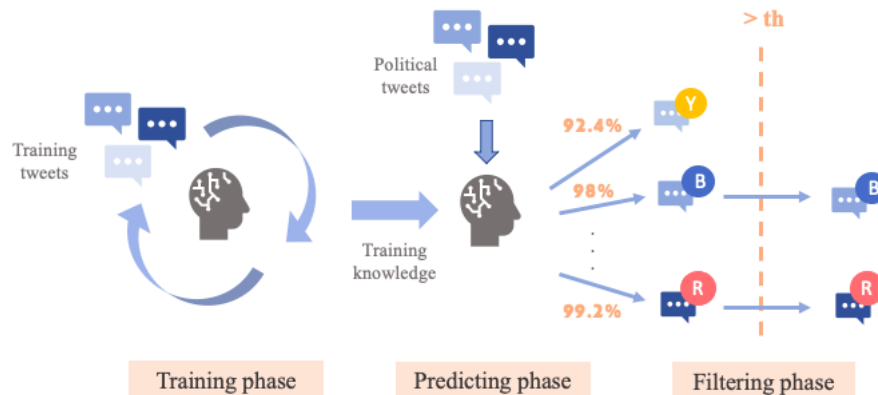 > th
Political
tweets
Training
tweets
92.4%
Y
98%
B
B
Training
knowledge
99.2%
R
R
Training phase
Predicting phase
Filtering phase